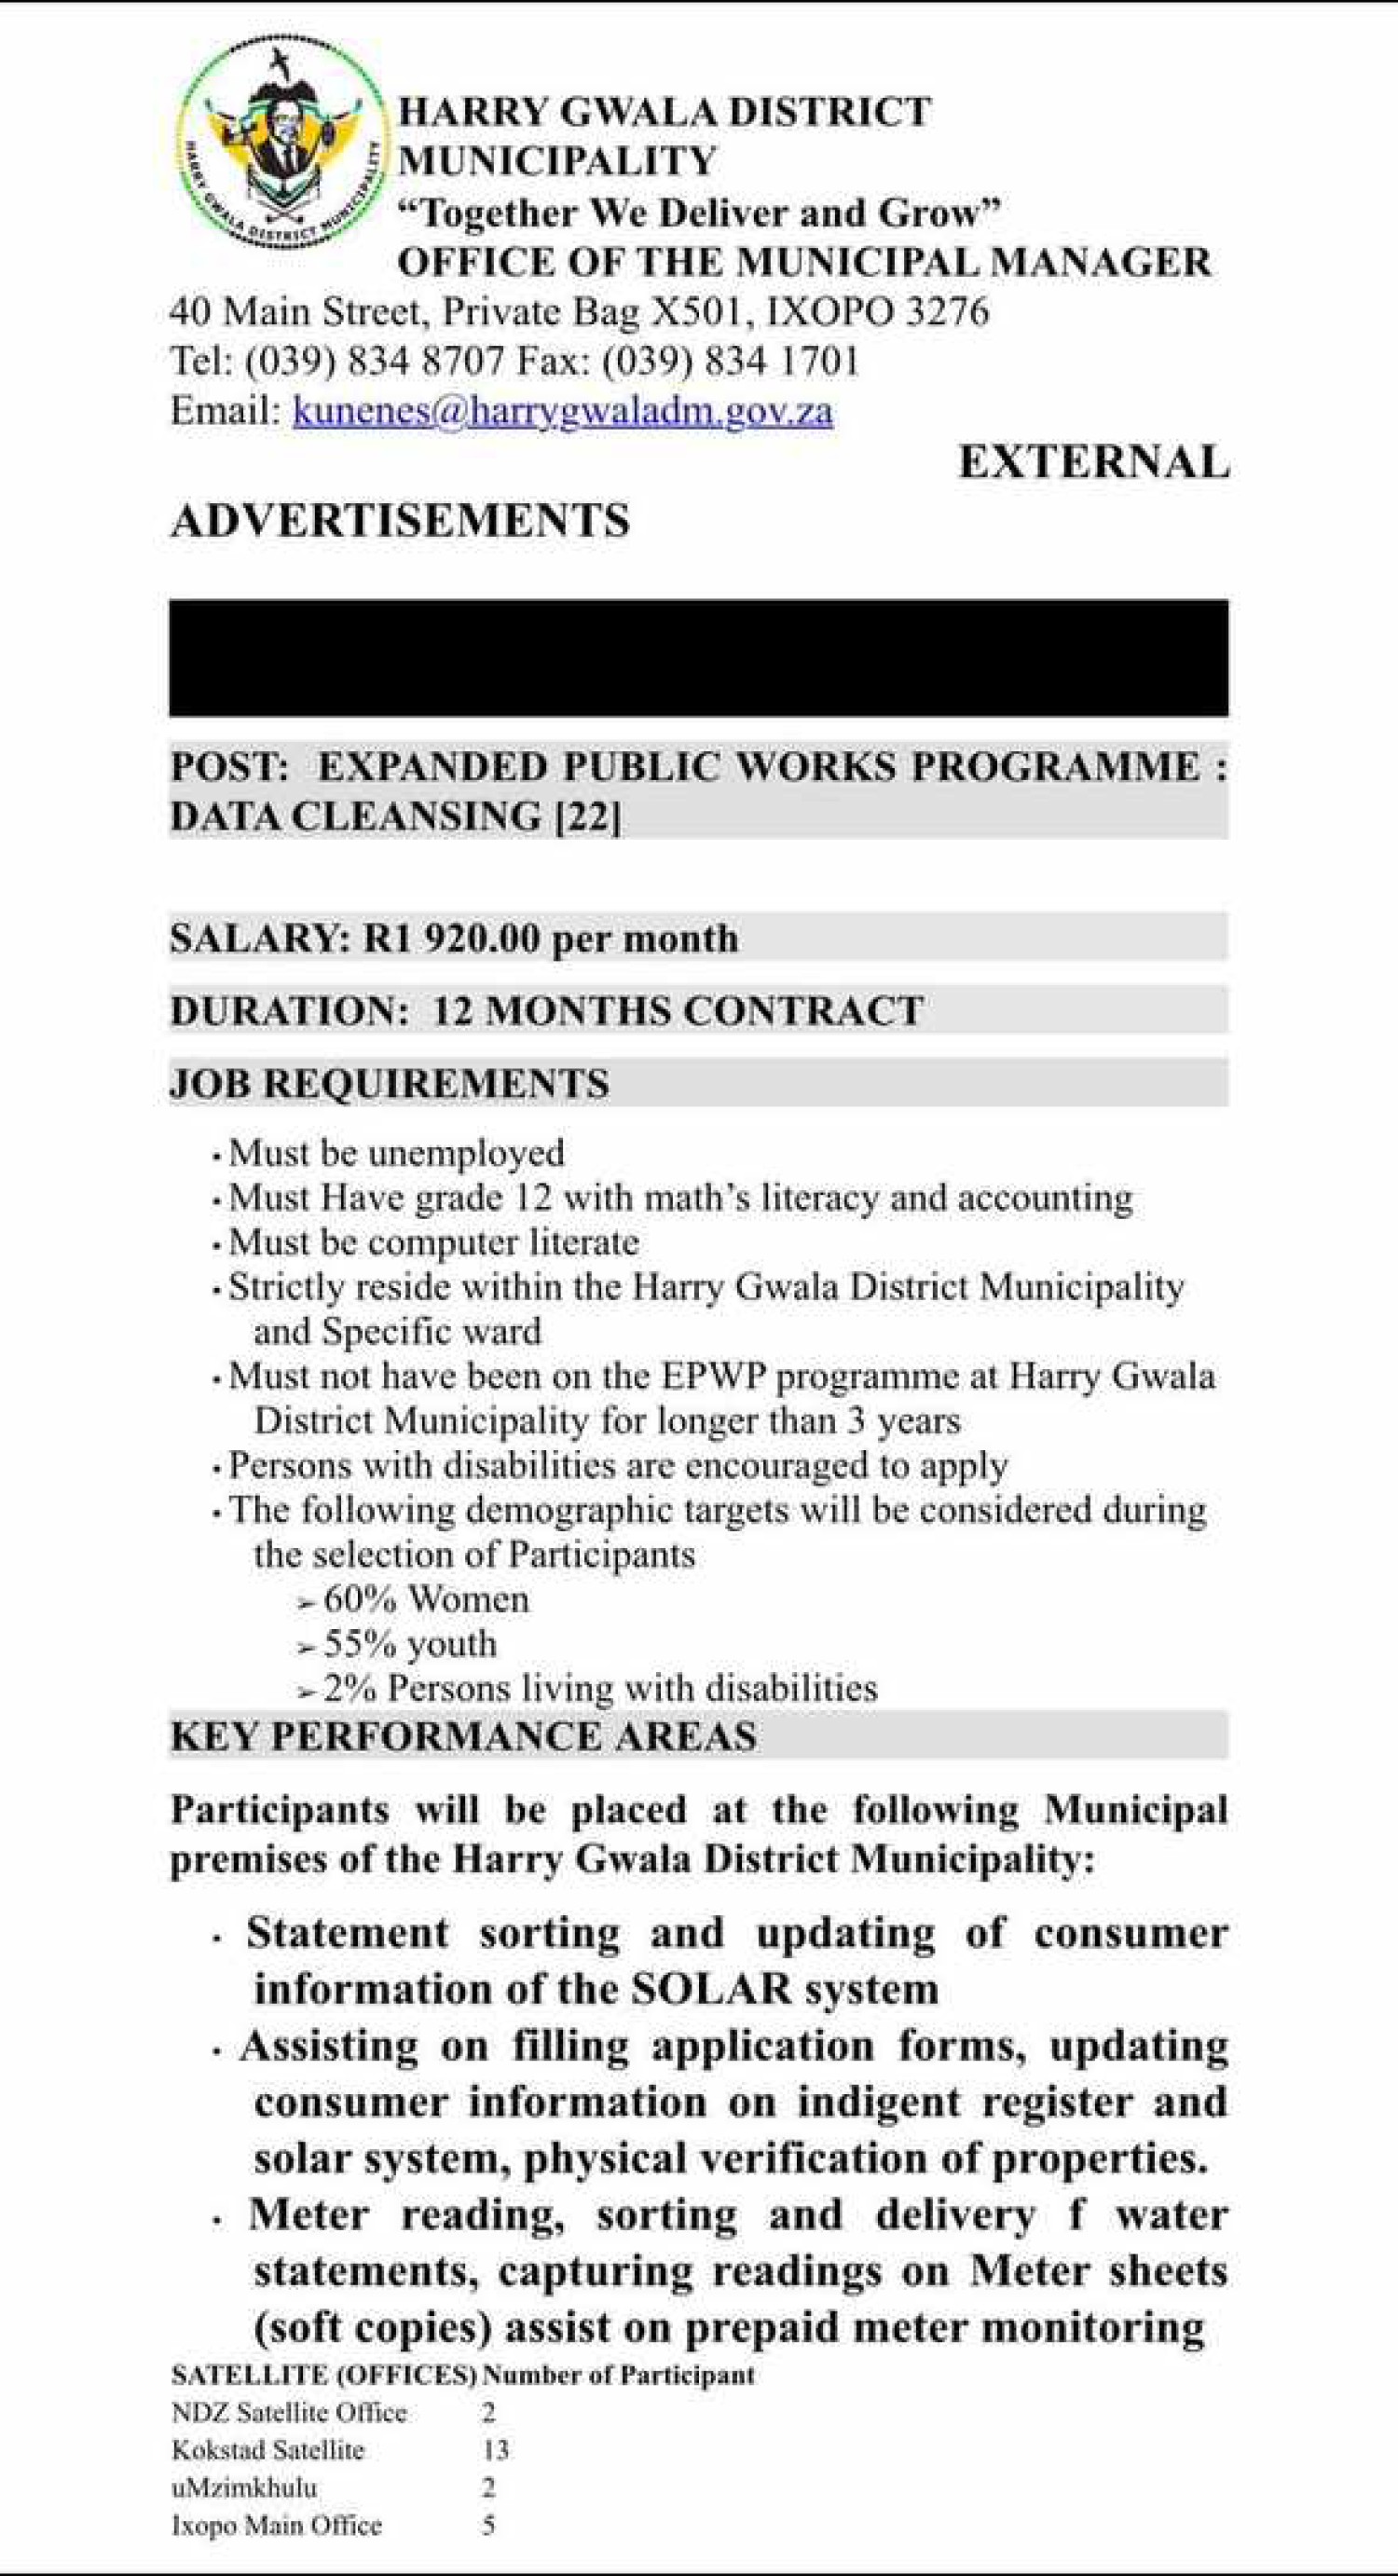 HARRY GWALA DISTRICT MUNICIPALITY
HARRY GWALA DISTRICT
MUNICIPALITY
“Together We Deliver and Grow”
OFFICE OF THE MUNICIPAL MANAGER
40 Main Street, Private Bag X501, IXOPO 3276
Tel: (039) 834 8707 Fax: (039) 834 1701
Email: kunenes@harrygwaladm.gov.za
EXTERNAL
ADVERTISEMENTS
POST: EXPANDED PUBLIC WORKS PROGRAMME :
DATA CLEANSING [22]
SALARY: R1 920.00 per month
DURATION: 12 MONTHS CONTRACT
JOB REQUIREMENTS
• Must be unemployed
• Must Have grade 12 with math’s literacy and accounting
• Must be computer literate
• Strictly reside within the Harry Gwala District Municipality
and Specific ward
• Must not have been on the EPWP programme at Harry Gwala
District Municipality for longer than 3 years
• Persons with disabilities are encouraged to apply
• The following demographic targets will be considered during
the selection of Participants
➢ 60% Women
➢ 55% youth
➢ 2% Persons living with disabilities
KEY PERFORMANCE AREAS
Participants will be placed at the following Municipal
premises of the Harry Gwala District Municipality:
• Statement sorting and updating of consumer
information of the SOLAR system
• Assisting on filling application forms, updating
consumer information on indigent register and
solar system, physical verification of properties.
• Meter reading, sorting and delivery f water
statements, capturing readings on Meter sheets
(soft copies) assist on prepaid meter monitoring
SATELLITE (OFFICES) Number of Participant
NDZ Satellite Office 2
Kokstad Satellite 13
uMzimkhulu 2
Ixopo Main Office 5